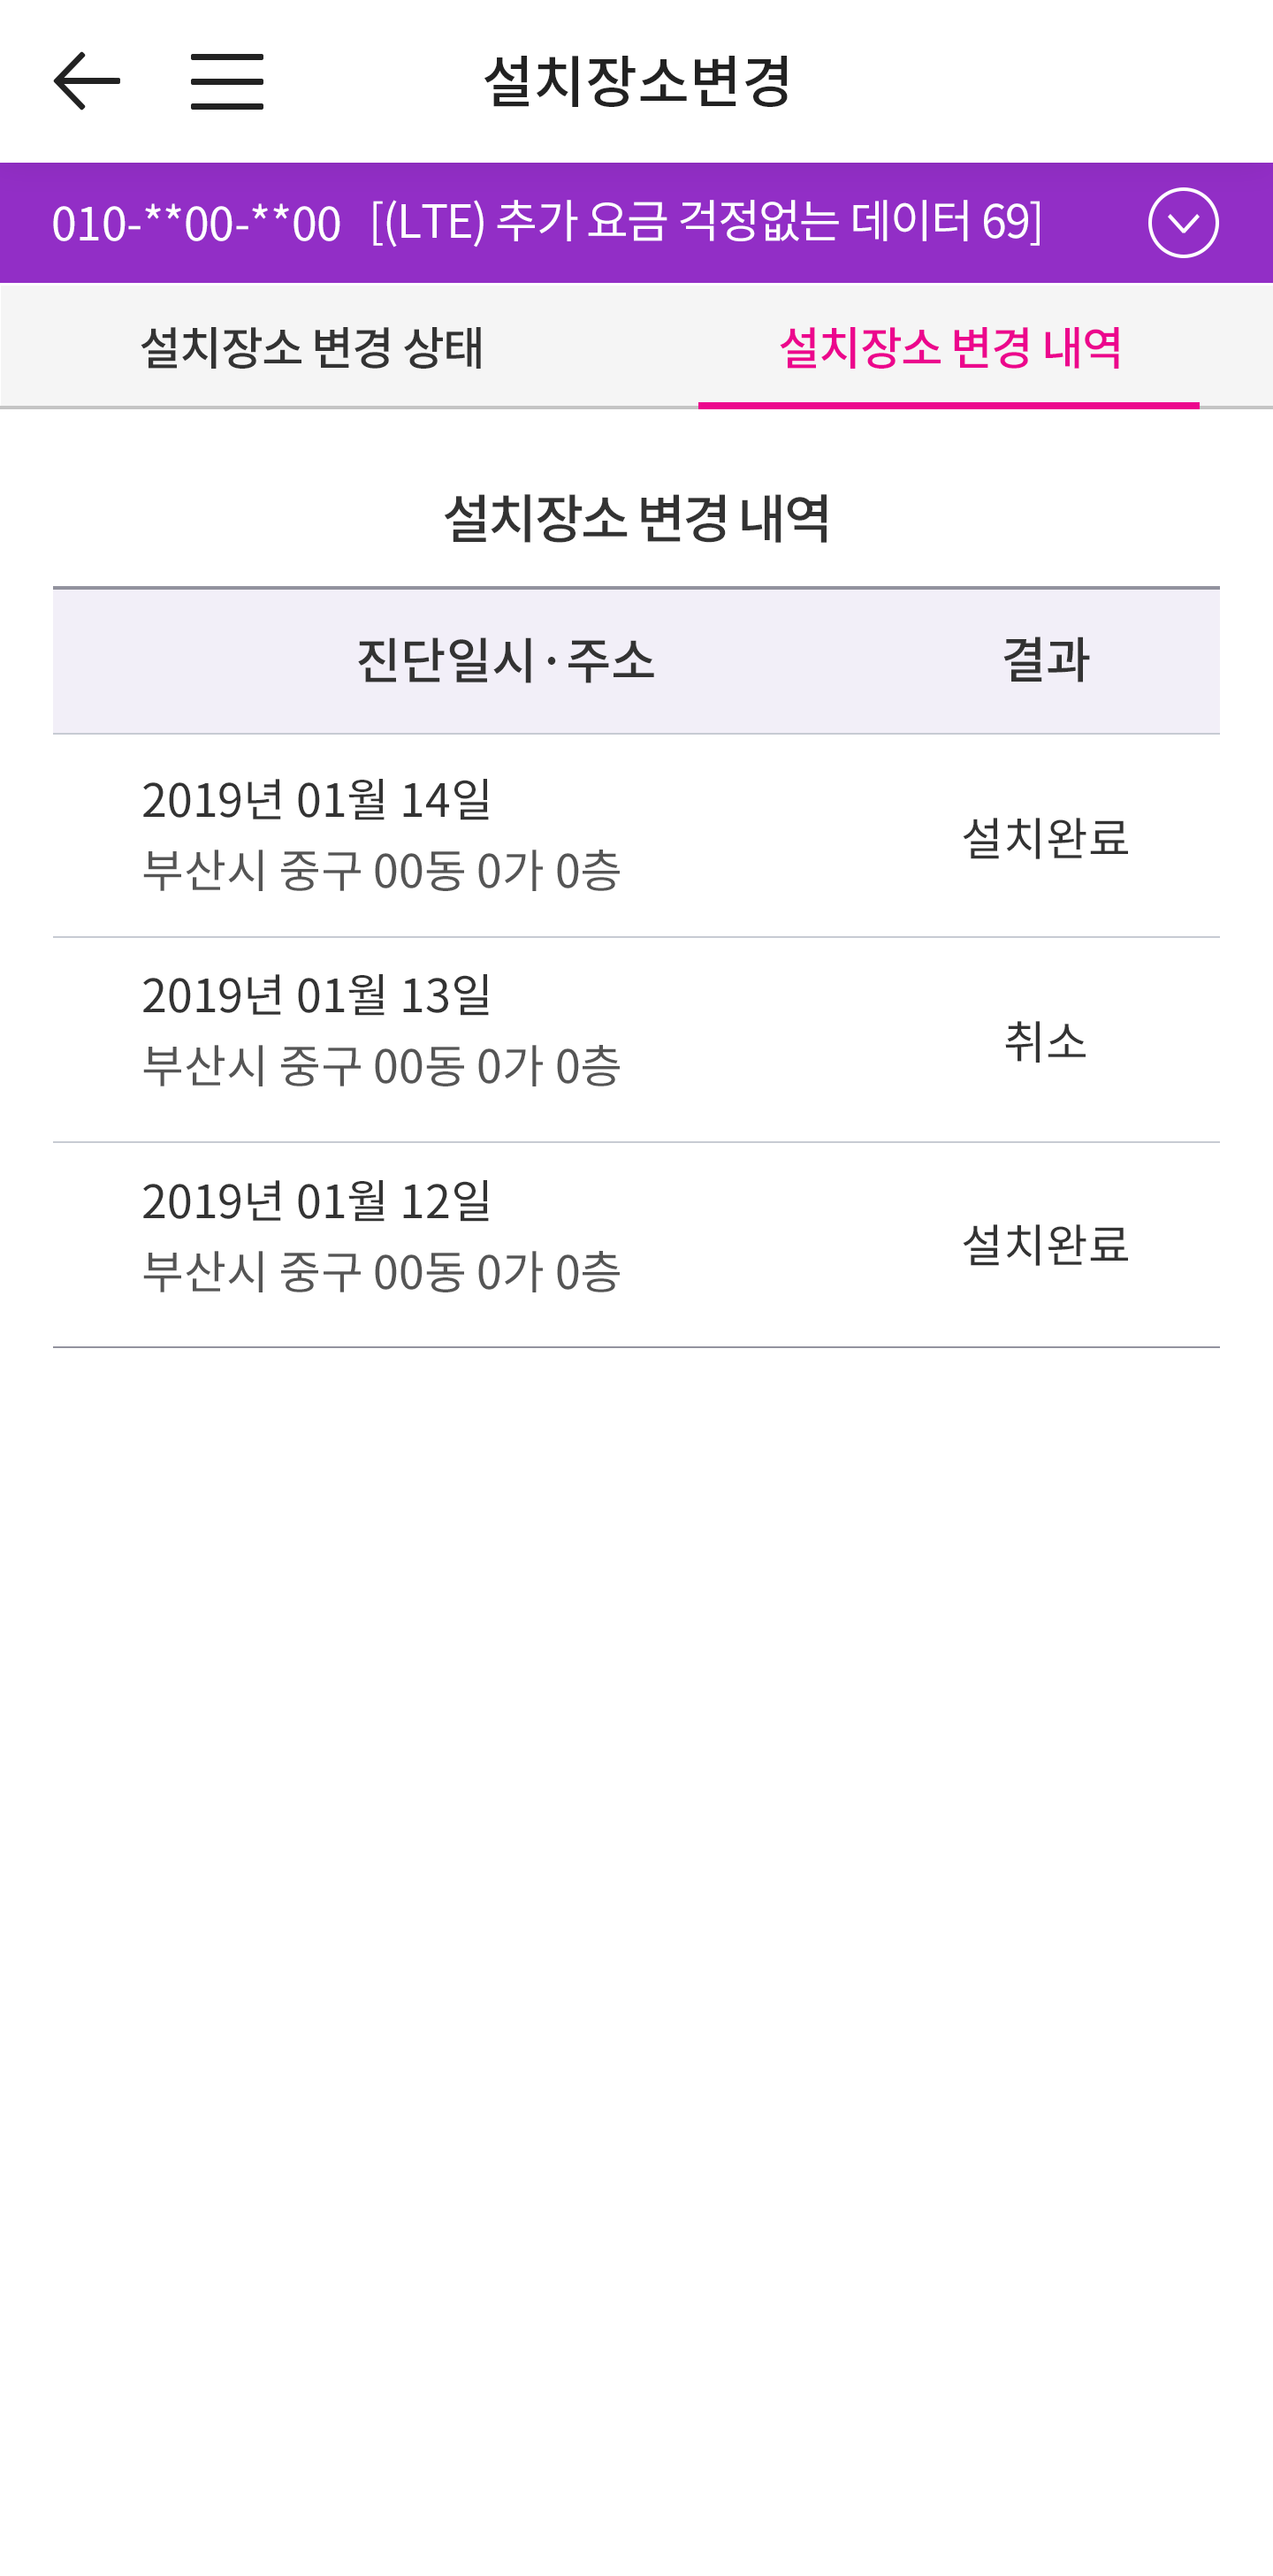 설치장소변경
010-**00-**00 [(LTE) 추가 요금 걱정없는 데이터 69]
설치장소 변경 상태 설치장소 변경 내역
설치장소 변경 내역
진단일시 · 주소 결과
2019년 01월 14일
부산시 중구 00동 0가 0층
설치완료
2019년 01월 13일
부산시 중구 00동 0가 0층
취소
2019년 01월 12일
부산시 중구 00동 0가 0층
설치완료